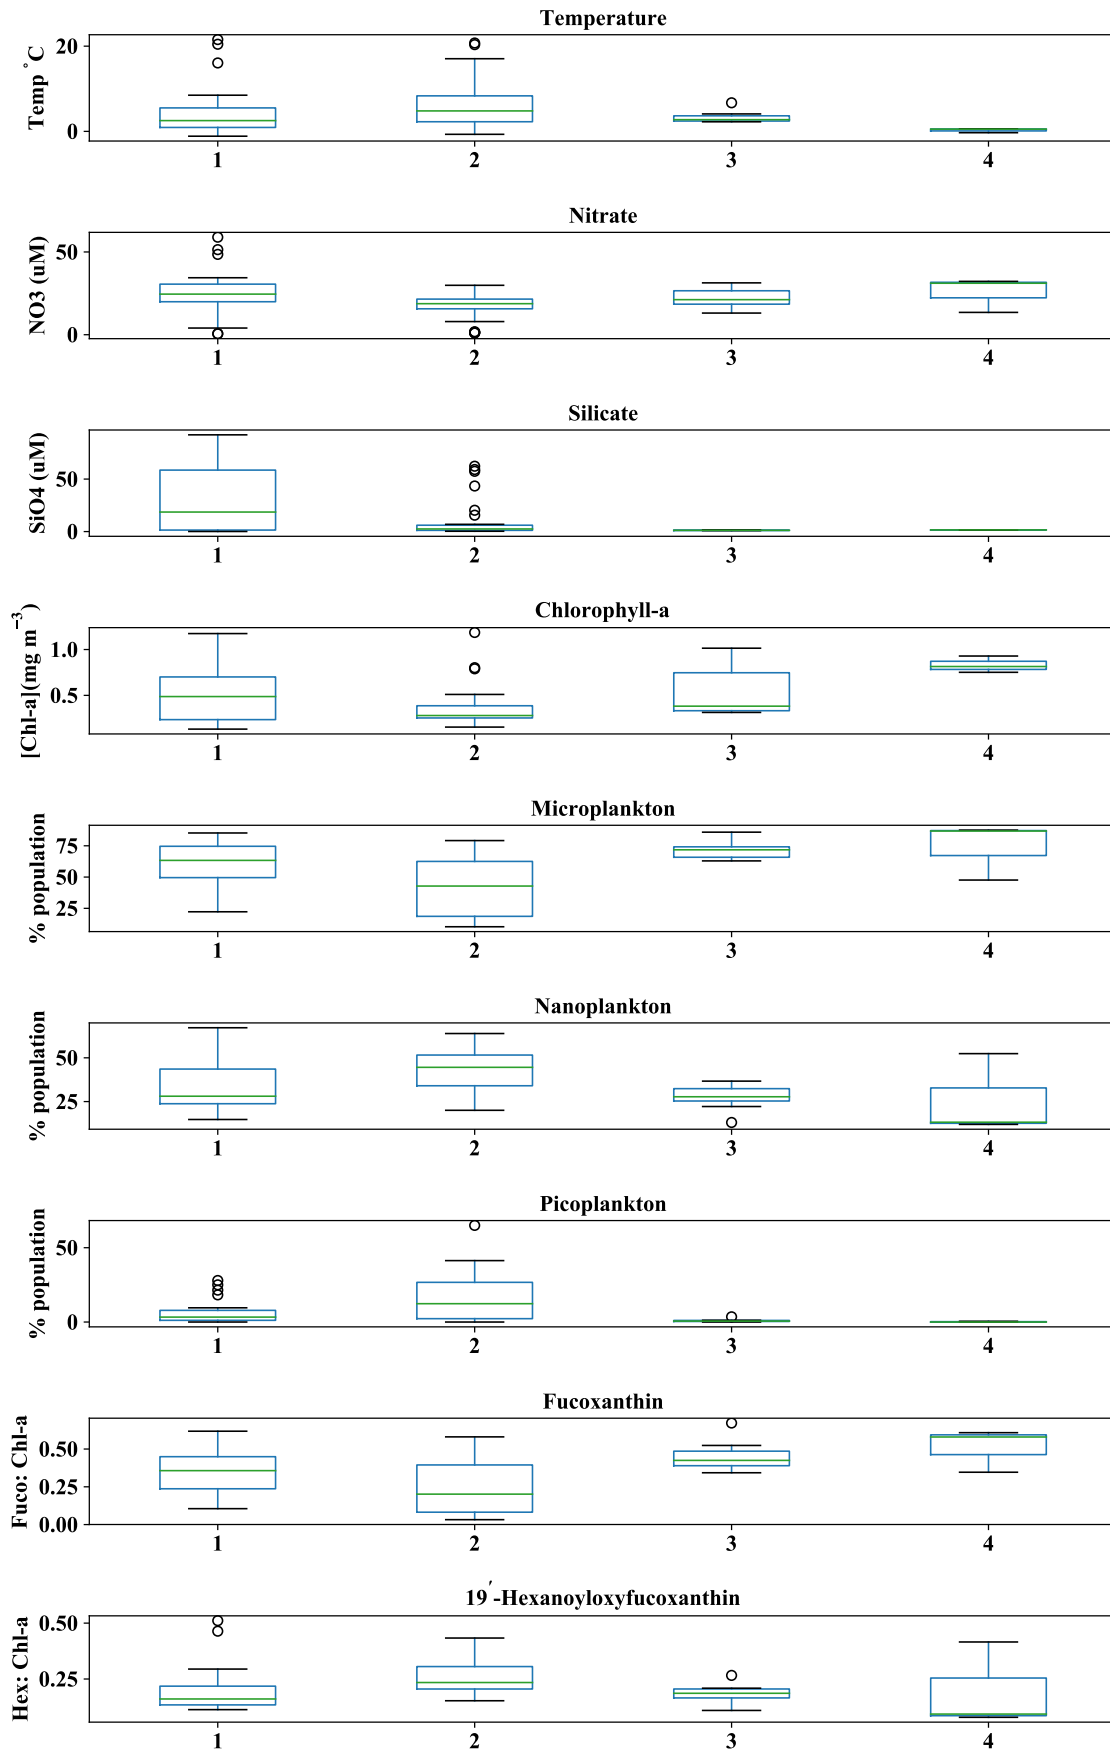 Temperature
Temp °C
20
0
1 2 3 4
Nitrate
NO3 (uM)
50
0
1 2 3 4
Silicate
SiO4 (uM)
50
0
1 2 3 4
Chlorophyll-a
[Chl-a](mg m⁻³)
1.0
0.5
1 2 3 4
Microplankton
% population
75
50
25
1 2 3 4
Nanoplankton
% population
50
25
1 2 3 4
Picoplankton
% population
50
0
1 2 3 4
Fucoxanthin
Fuco: Chl-a
0.50
0.25
0.00
1 2 3 4
19′-Hexanoyloxyfucoxanthin
Hex: Chl-a
0.50
0.25
1 2 3 4